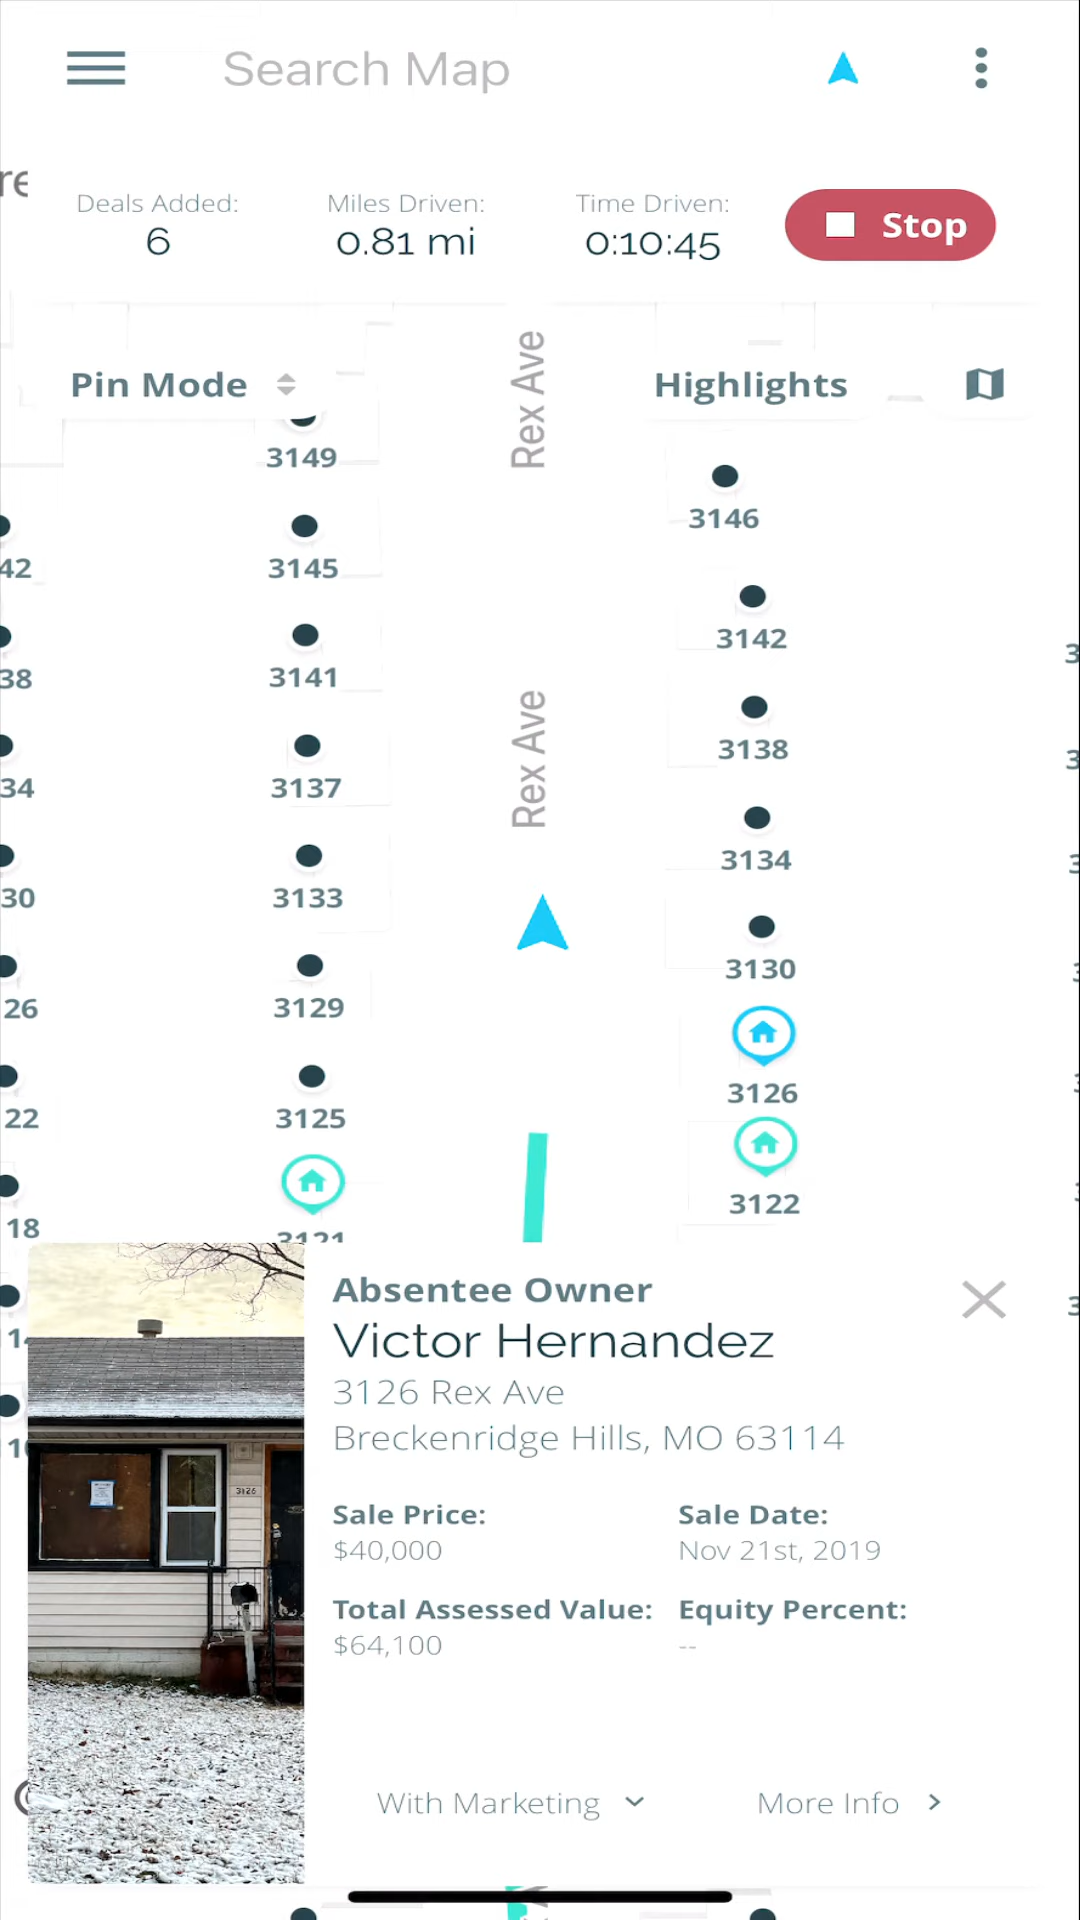 Search Map
re
Deals Added:
6
Miles Driven:
0.81 mi
Time Driven:
0:10:45
Stop
Rex Ave
Pin Mode
Highlights
3149
3146
42
3145
3142
38
3141
3138
Rex Ave
34
3137
3134
30
3133
3130
26
3129
3126
22
3125
3122
18
3121
Absentee Owner
Victor Hernandez
3126 Rex Ave
Breckenridge Hills, MO 63114
3126
Sale Price:
$40,000
Sale Date:
Nov 21st, 2019
Total Assessed Value:
$64,100
Equity Percent:
--
With Marketing
More Info